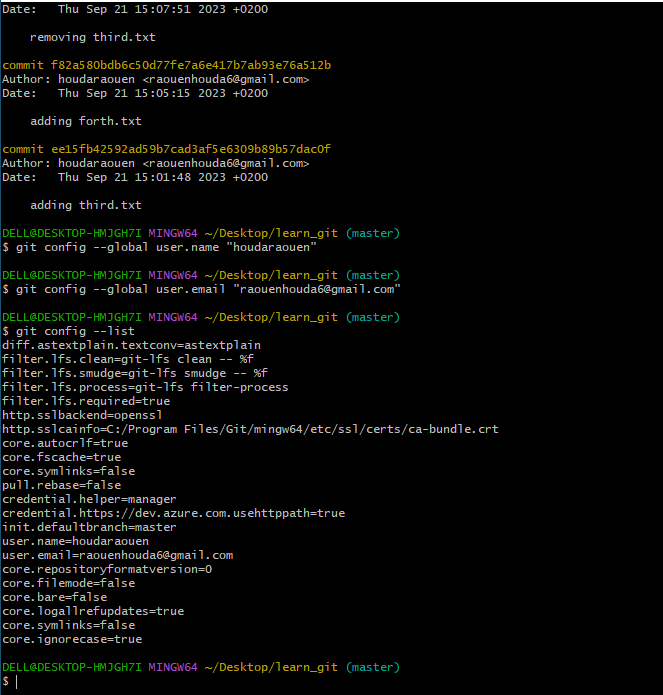 Date:   Thu Sep 21 15:07:51 2023 +0200
removing third.txt
commit f82a580bdb6c50d77fe7a6e417b7ab93e76a512b
Author: houdaraouen <raouenhouda6@gmail.com>
Date:   Thu Sep 21 15:05:15 2023 +0200
adding forth.txt
commit ee15fb42592ad59b7cad3af5e6309b89b57dac0f
Author: houdaraouen <raouenhouda6@gmail.com>
Date:   Thu Sep 21 15:01:48 2023 +0200
adding third.txt
DELL@DESKTOP-HMJGH7I MINGW64 ~/Desktop/learn_git (master)
$ git config --global user.name "houdaraouen"
DELL@DESKTOP-HMJGH7I MINGW64 ~/Desktop/learn_git (master)
$ git config --global user.email "raouenhouda6@gmail.com"
DELL@DESKTOP-HMJGH7I MINGW64 ~/Desktop/learn_git (master)
$ git config --list
diff.astextplain.textconv=astextplain
filter.lfs.clean=git-lfs clean -- %f
filter.lfs.smudge=git-lfs smudge -- %f
filter.lfs.process=git-lfs filter-process
filter.lfs.required=true
http.sslbackend=openssl
http.sslcainfo=C:/Program Files/Git/mingw64/etc/ssl/certs/ca-bundle.crt
core.autocrlf=true
core.fscache=true
core.symlinks=false
pull.rebase=false
credential.helper=manager
credential.https://dev.azure.com.usehttppath=true
init.defaultbranch=master
user.name=houdaraouen
user.email=raouenhouda6@gmail.com
core.repositoryformatversion=0
core.filemode=false
core.bare=false
core.logallrefupdates=true
core.symlinks=false
core.ignorecase=true
DELL@DESKTOP-HMJGH7I MINGW64 ~/Desktop/learn_git (master)
$